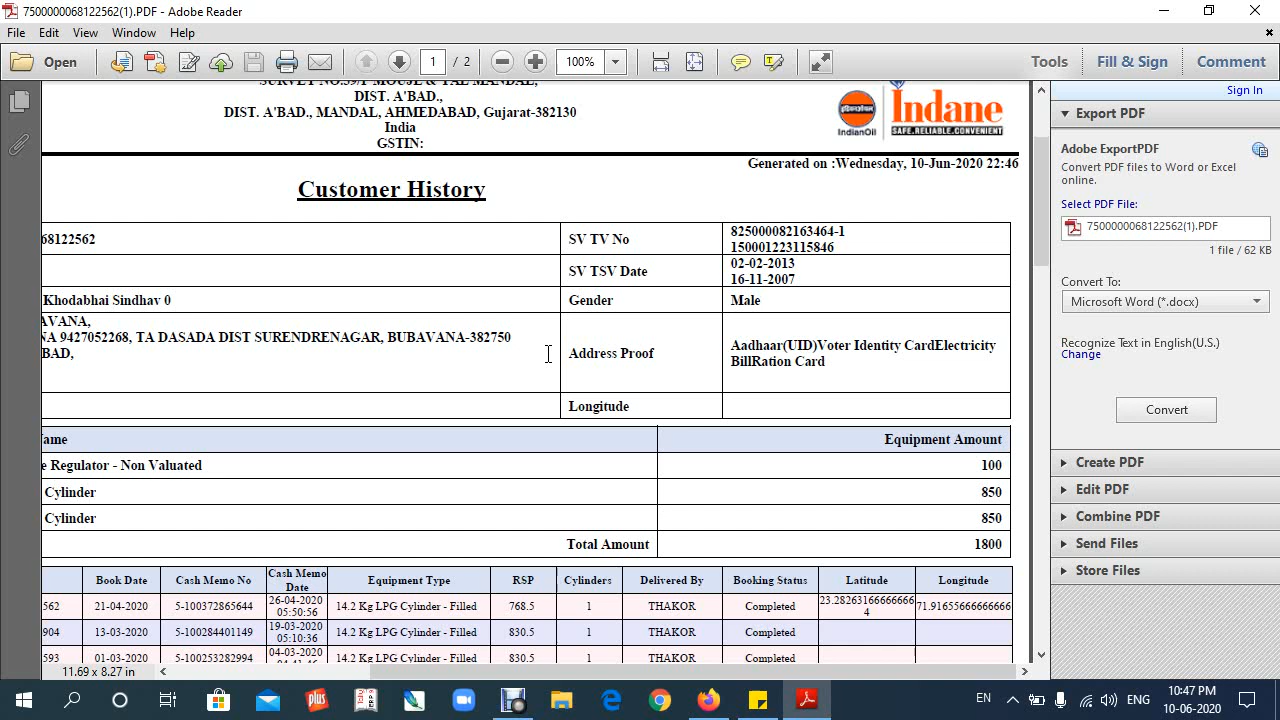 7500000068122562(1).PDF - Adobe Reader
File Edit View Window Help
Open 1 / 2 100% Tools Fill & Sign Comment
DIST. A'BAD.,
DIST. A'BAD., MANDAL, AHMEDABAD, Gujarat-382130
India
GSTIN:
इंडियनऑयल
IndianOil
Indane
SAFE.RELIABLE.CONVENIENT
Generated on :Wednesday, 10-Jun-2020 22:46
Customer History
68122562 SV TV No 825000082163464-1
150001223115846
SV TSV Date 02-02-2013
16-11-2007
Khodabhai Sindhav 0 Gender Male
AVANA,
NA 9427052268, TA DASADA DIST SURENDRENAGAR, BUBAVANA-382750
BAD,
Address Proof Aadhaar(UID)Voter Identity CardElectricity
BillRation Card
Longitude
ame Equipment Amount
e Regulator - Non Valuated 100
Cylinder 850
Cylinder 850
Total Amount 1800
Book Date Cash Memo No Cash Memo Date Equipment Type RSP Cylinders Delivered By Booking Status Latitude Longitude
562 21-04-2020 5-100372865644 26-04-2020 05:50:56 14.2 Kg LPG Cylinder - Filled 768.5 1 THAKOR Completed 23.282631666666664 71.91655666666666
904 13-03-2020 5-100284401149 19-03-2020 05:10:36 14.2 Kg LPG Cylinder - Filled 830.5 1 THAKOR Completed
593 01-03-2020 5-100253282994 04-03-2020 14.2 Kg LPG Cylinder - Filled 830.5 1 THAKOR Completed
11.69 x 8.27 in
Sign In
Export PDF
Adobe ExportPDF
Convert PDF files to Word or Excel
online.
Select PDF File:
7500000068122562(1).PDF
1 file / 62 KB
Convert To:
Microsoft Word (*.docx)
Recognize Text in English(U.S.)
Change
Convert
Create PDF
Edit PDF
Combine PDF
Send Files
Store Files
plus
EN ENG 10:47 PM
10-06-2020